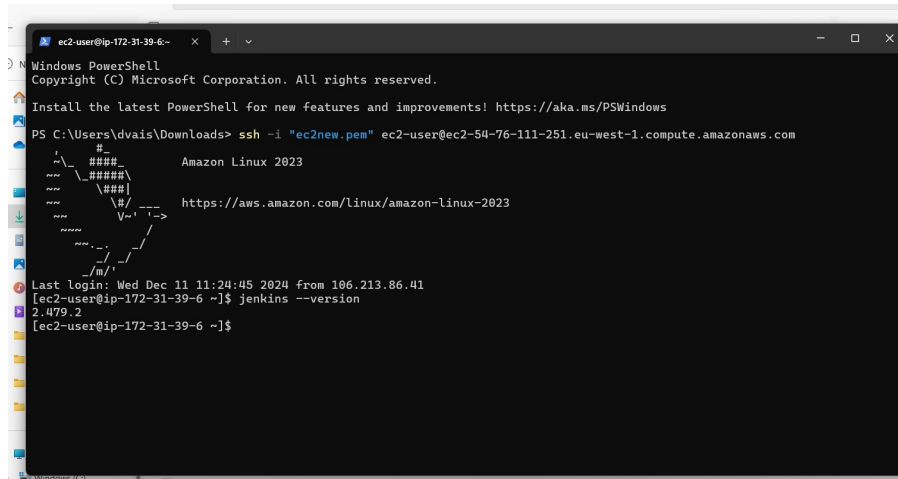 ec2-user@ip-172-31-39-6:~
Windows PowerShell
Copyright (C) Microsoft Corporation. All rights reserved.
Install the latest PowerShell for new features and improvements! https://aka.ms/PSWindows
PS C:\Users\dvais\Downloads> ssh -i "ec2new.pem" ec2-user@ec2-54-76-111-251.eu-west-1.compute.amazonaws.com
   ,     #_
   ~\_  ####_        Amazon Linux 2023
  ~~  \_#####\
  ~~     \###|
  ~~       \#/ ___   https://aws.amazon.com/linux/amazon-linux-2023
   ~~       V~' '->
    ~~~         /
      ~~._.   _/
         _/ _/
       _/m/'
Last login: Wed Dec 11 11:24:45 2024 from 106.213.86.41
[ec2-user@ip-172-31-39-6 ~]$ jenkins --version
2.479.2
[ec2-user@ip-172-31-39-6 ~]$